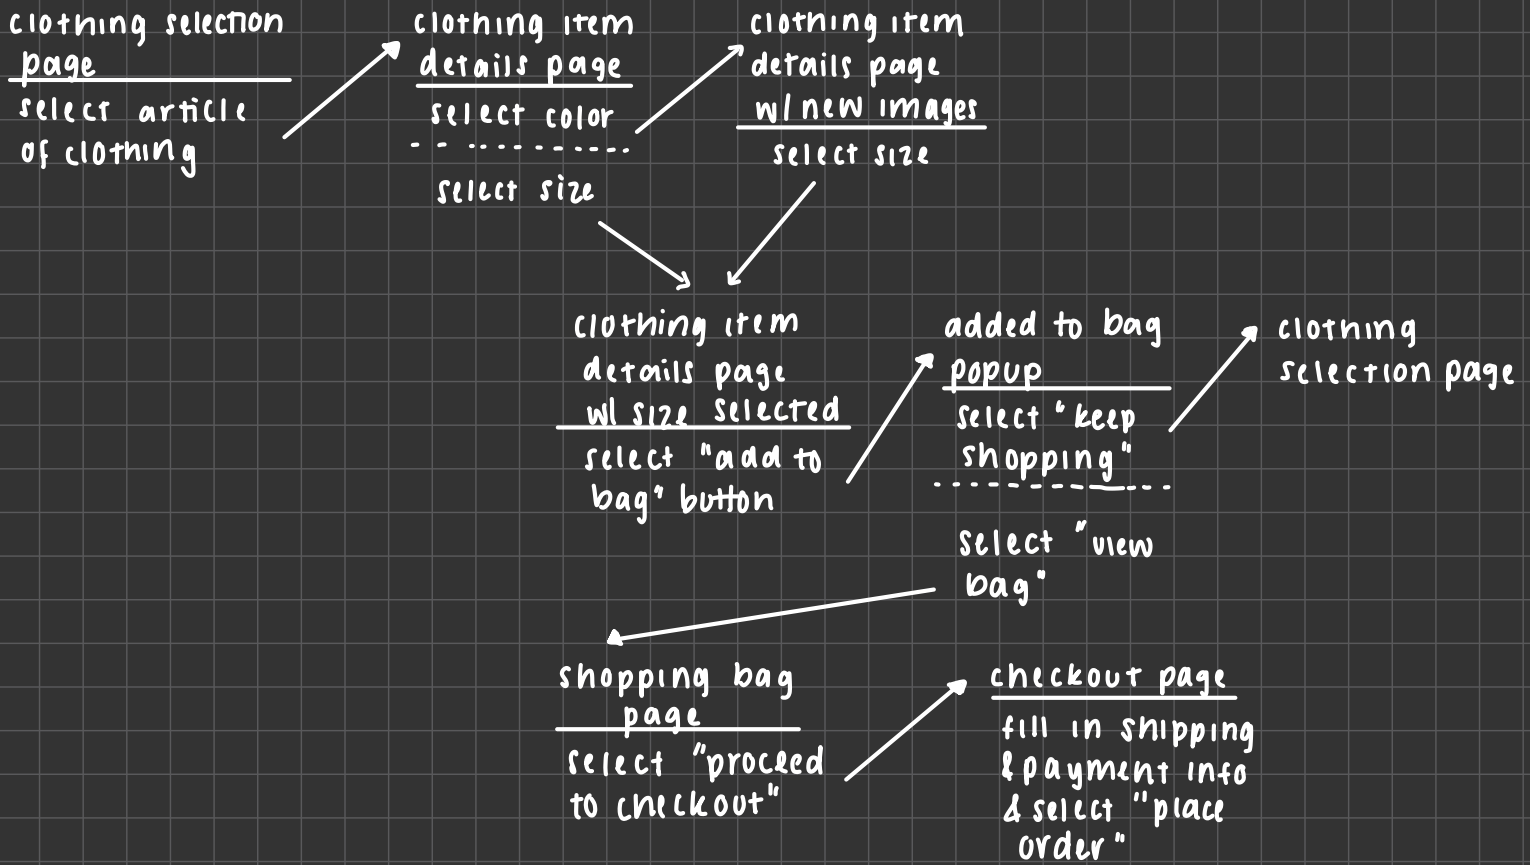 clothing selection
page
select article
of clothing
clothing item
details page
select color
select size
clothing item
details page
w/ new images
select size
clothing item
details page
w/ size selected
select "add to
bag" button
added to bag
popup
select "keep
shopping"
select "view
bag"
clothing
selection page
shopping bag
page
select "proceed
to checkout"
checkout page
fill in shipping
& payment info
& select "place
order"